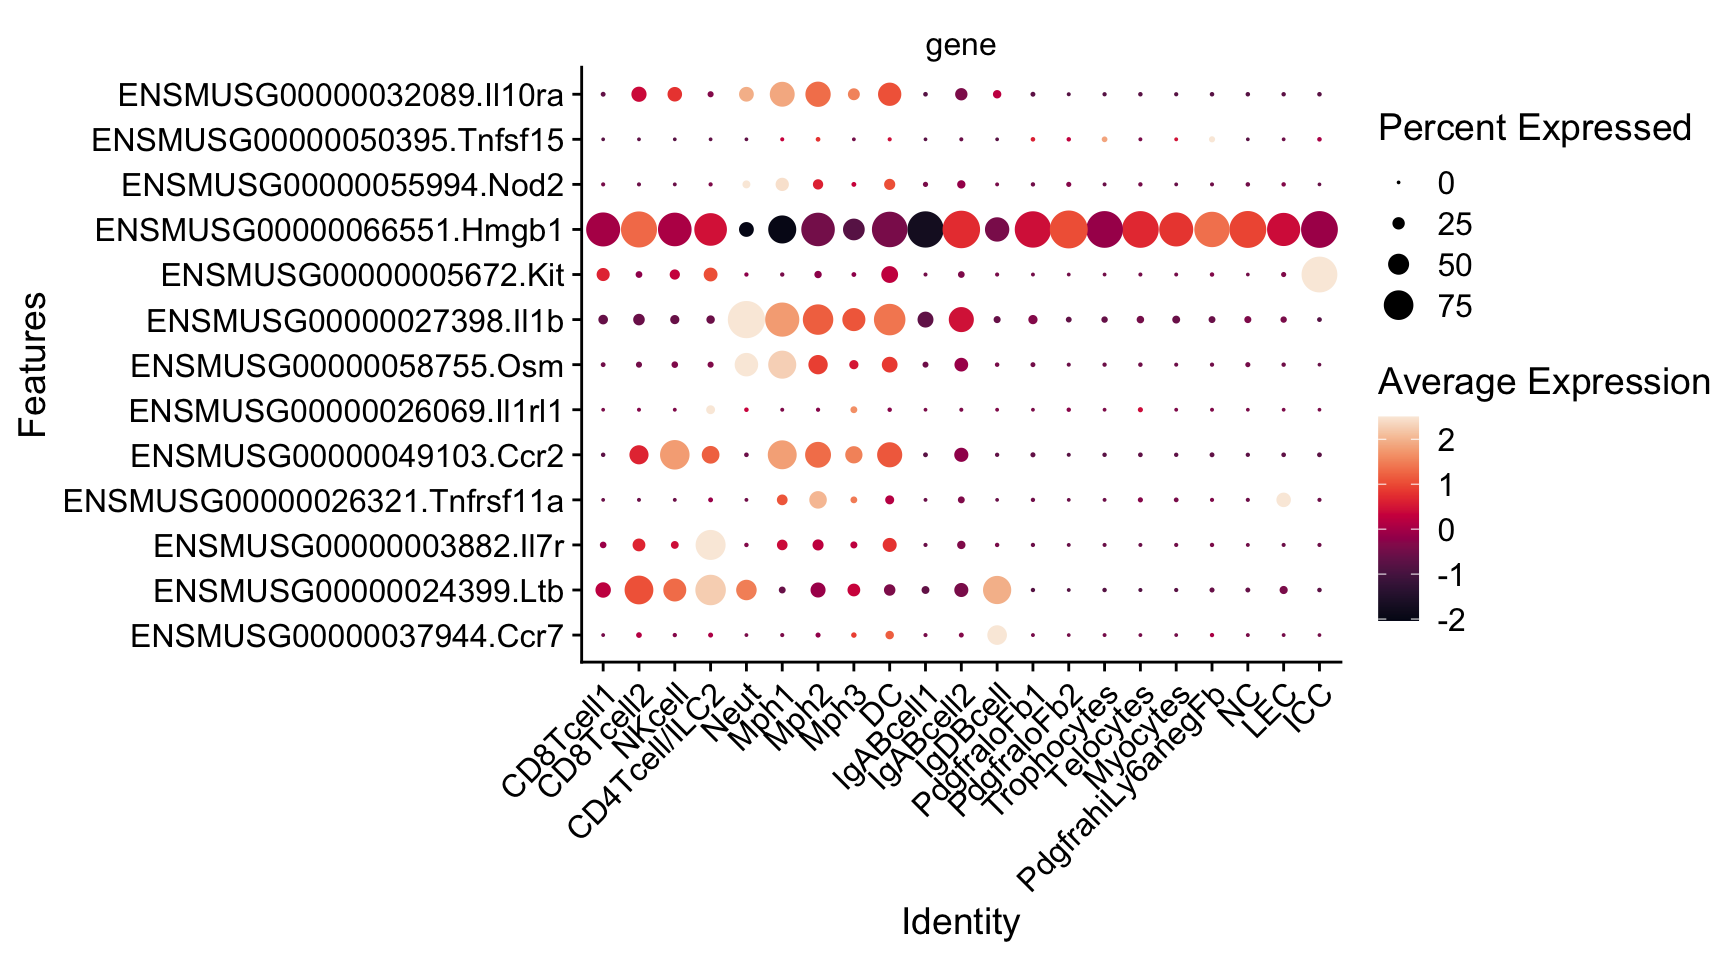 gene
Features
ENSMUSG00000032089.Il10ra
ENSMUSG00000050395.Tnfsf15
ENSMUSG00000055994.Nod2
ENSMUSG00000066551.Hmgb1
ENSMUSG00000005672.Kit
ENSMUSG00000027398.Il1b
ENSMUSG00000058755.Osm
ENSMUSG00000026069.Il1rl1
ENSMUSG00000049103.Ccr2
ENSMUSG00000026321.Tnfrsf11a
ENSMUSG00000003882.Il7r
ENSMUSG00000024399.Ltb
ENSMUSG00000037944.Ccr7
CD8Tcell1
CD8Tcell2
NKcell
CD4Tcell/ILC2
Neut
Mph1
Mph2
Mph3
DC
IgABcell1
IgABcell2
IgDBcell
PdgfraloFb1
PdgfraloFb2
Trophocytes
Telocytes
Myocytes
PdgfrahiLy6anegFb
NC
LEC
ICC
Identity
Percent Expressed
0
25
50
75
Average Expression
2
1
0
-1
-2